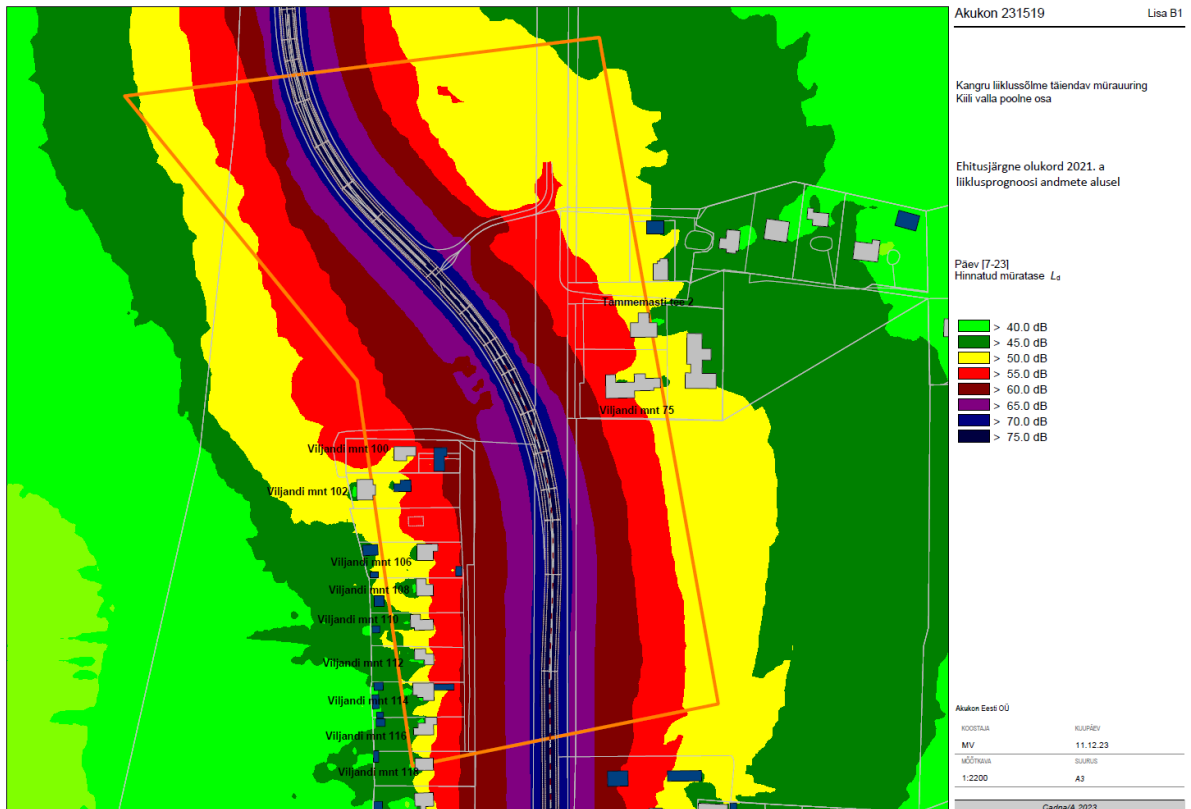 Akukon 231519
Lisa B1
Kangru liiklussõlme täiendav mürauuring
Kiili valla poolne osa
Ehitusjärgne olukord 2021. a
liiklusprognoosi andmete alusel
Päev [7-23]
Hinnatud müratase Ld
> 40.0 dB
> 45.0 dB
> 50.0 dB
> 55.0 dB
> 60.0 dB
> 65.0 dB
> 70.0 dB
> 75.0 dB
Tammemästi tee 2
Viljandi mnt 75
Viljandi mnt 100
Viljandi mnt 102
Viljandi mnt 106
Viljandi mnt 108
Viljandi mnt 110
Viljandi mnt 112
Viljandi mnt 114
Viljandi mnt 116
Viljandi mnt 118
Akukon Eesti OÜ
KOOSTAJA
KUUPÄEV
MV
11.12.23
MÕÕTKAVA
SUURUS
1:2200
A3
CadnaA 2023